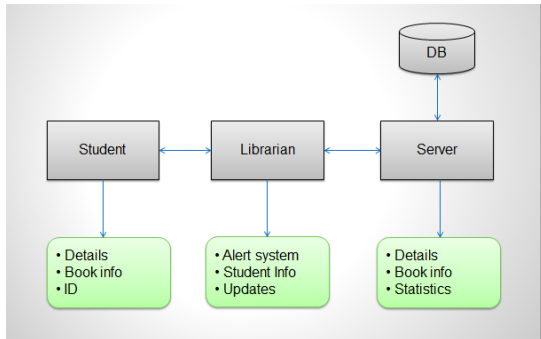 DB
Student
Librarian
Server
• Details
• Book info
• ID
• Alert system
• Student Info
• Updates
• Details
• Book info
• Statistics